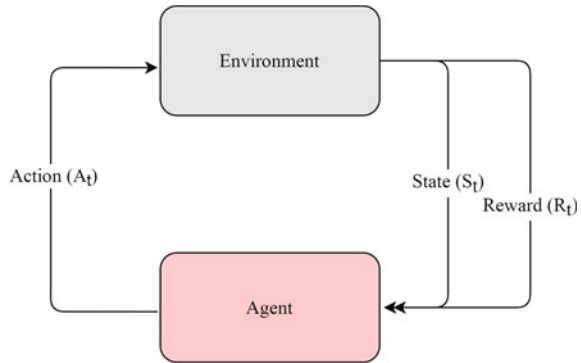 Environment
Action (At)
State (St)
Reward (Rt)
Agent